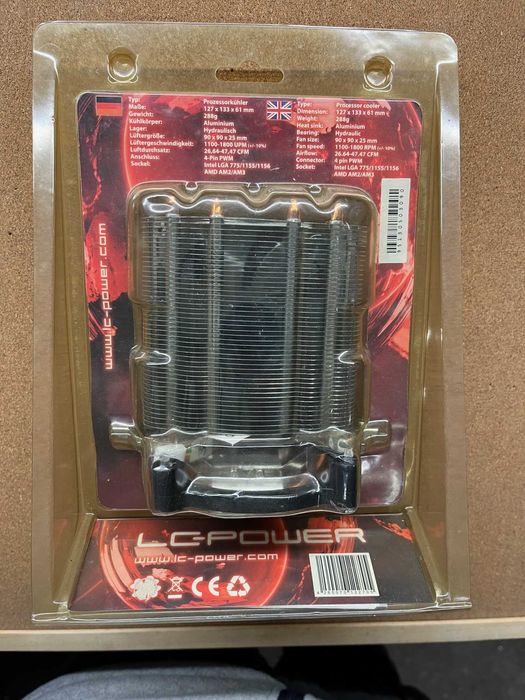 Typ: Prozessorkühler
Maße: 127 x 133 x 61 mm
Gewicht: 288g
Kühlkörper: Aluminium
Lager: Hydraulisch
Lüftergröße: 90 x 90 x 25 mm
Lüftergeschwindigkeit: 1100-1800 UPM (+/- 10%)
Luftdurchsatz: 26,64-47,47 CFM
Anschluss: 4-Pin PWM
Sockel: Intel LGA 775/1155/1156
AMD AM2/AM3
Type: Processor cooler
Dimension: 127 x 133 x 61 mm
Weight: 288g
Heat sink: Aluminium
Bearing: Hydraulic
Fan size: 90 x 90 x 25 mm
Fan speed: 1100-1800 RPM (+/- 10%)
Airflow: 26.64-47.47 CFM
Connector: 4 pin PWM
Socket: Intel LGA 775/1155/1156
AMD AM2/AM3
www.lc-power.com
LC-POWER
www.lc-power.com
CE